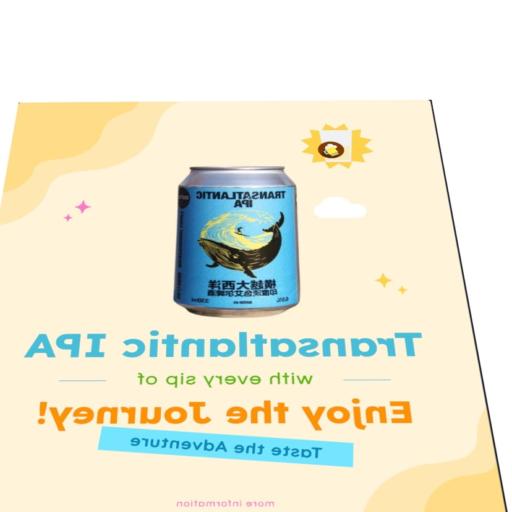 TRANSATLANTIC
IPA
横越大西洋
印度淡色艾尔啤酒
330ml
Transatlantic IPA
with every sip of
Enjoy the Journey!
Taste the Adventure
more information